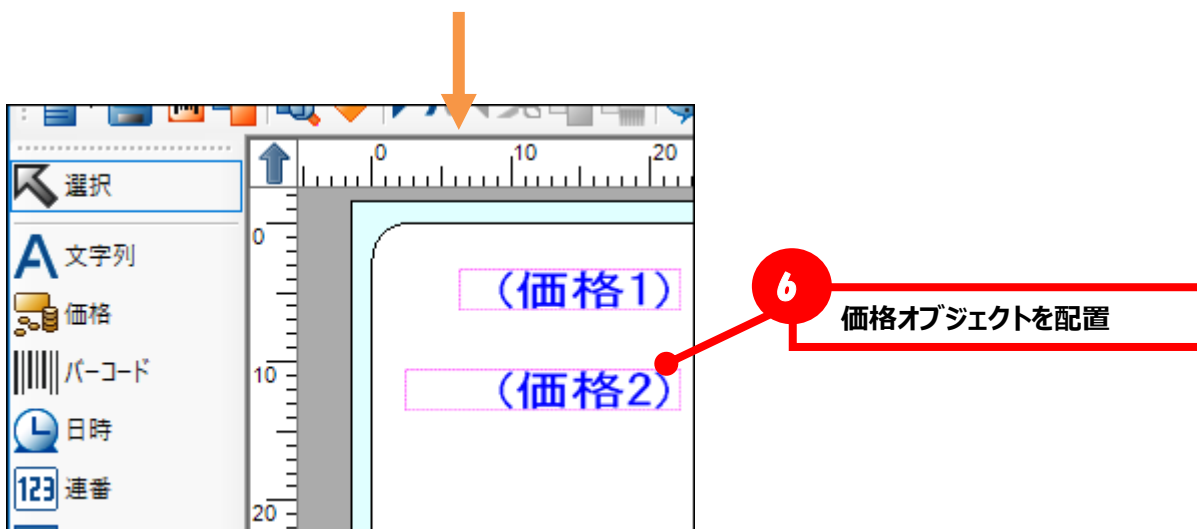 0 10 20
選択
0
文字列
(価格1)
6
価格
価格オブジェクトを配置
バーコード
10
(価格2)
日時
123 連番
20